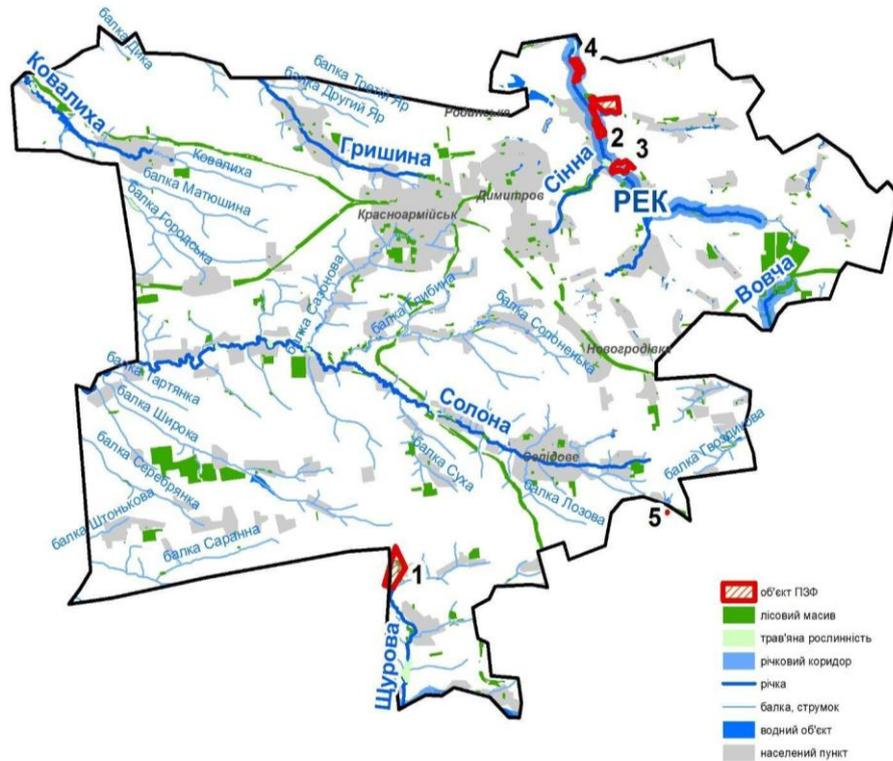 балка Дика
4
Ковалиха
балка Третій Яр
балка Другий Яр
Родинське
2
3
Гришина
Сінна
Ковалиха
балка Матюшина
Димитров
РЕК
Красноармійськ
балка Городська
Вовча
балка Сазонова
балка Глибина
балка Солоненька
Новогродівка
балка Тартянка
балка Широка
Солона
балка Гвоздикова
балка Серебрянка
балка Суха
Селідове
балка Лозова
балка Штонькова
5
балка Саранна
1
Щурова
об'єкт ПЗФ
лісовий масив
трав'яна рослинність
річковий коридор
річка
балка, струмок
водний об'єкт
населений пункт